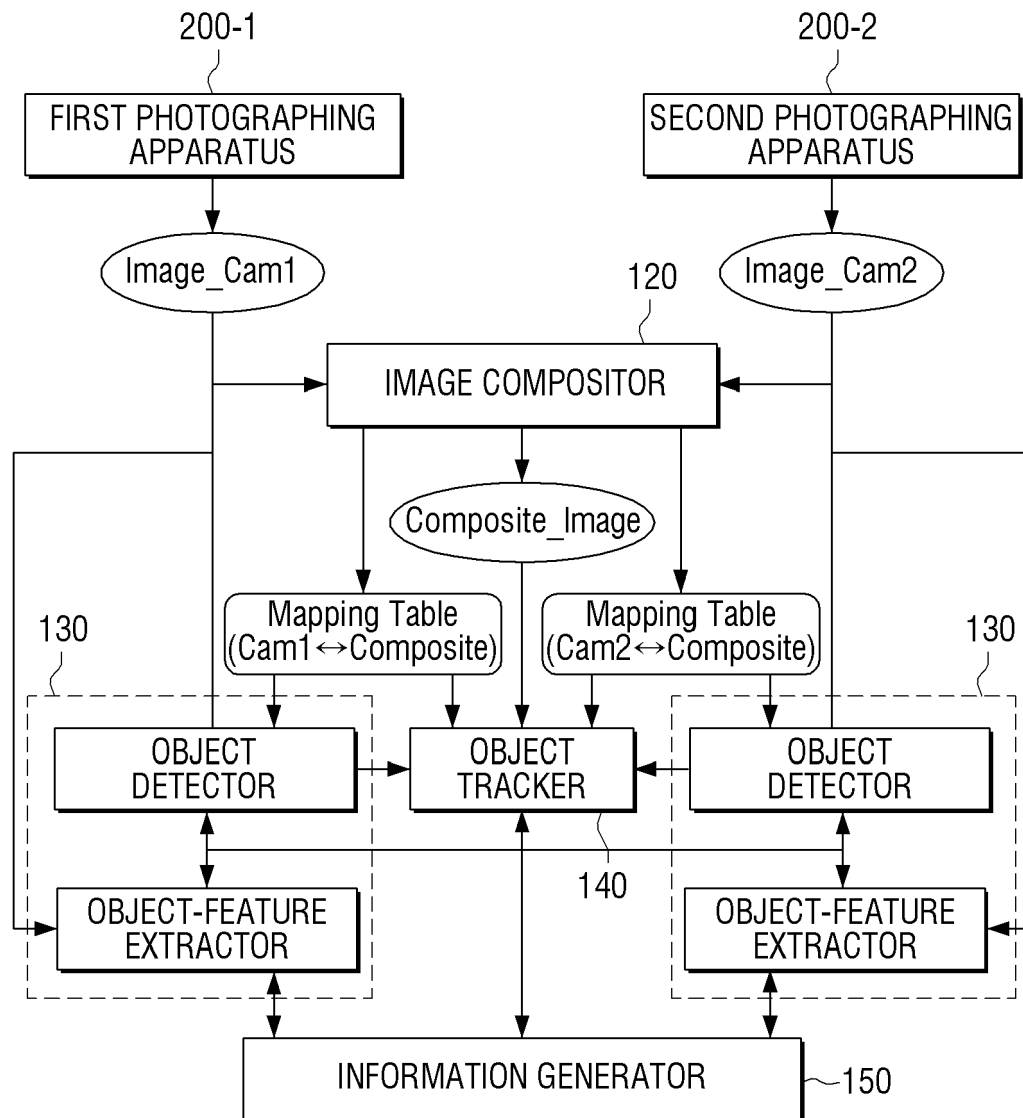 200-1
200-2
FIRST PHOTOGRAPHING
APPARATUS
SECOND PHOTOGRAPHING
APPARATUS
Image_Cam1
Image_Cam2
120
IMAGE COMPOSITOR
Composite_Image
Mapping Table
(Cam1↔Composite)
Mapping Table
(Cam2↔Composite)
130
130
OBJECT
DETECTOR
OBJECT
TRACKER
OBJECT
DETECTOR
140
OBJECT-FEATURE
EXTRACTOR
OBJECT-FEATURE
EXTRACTOR
INFORMATION GENERATOR
150